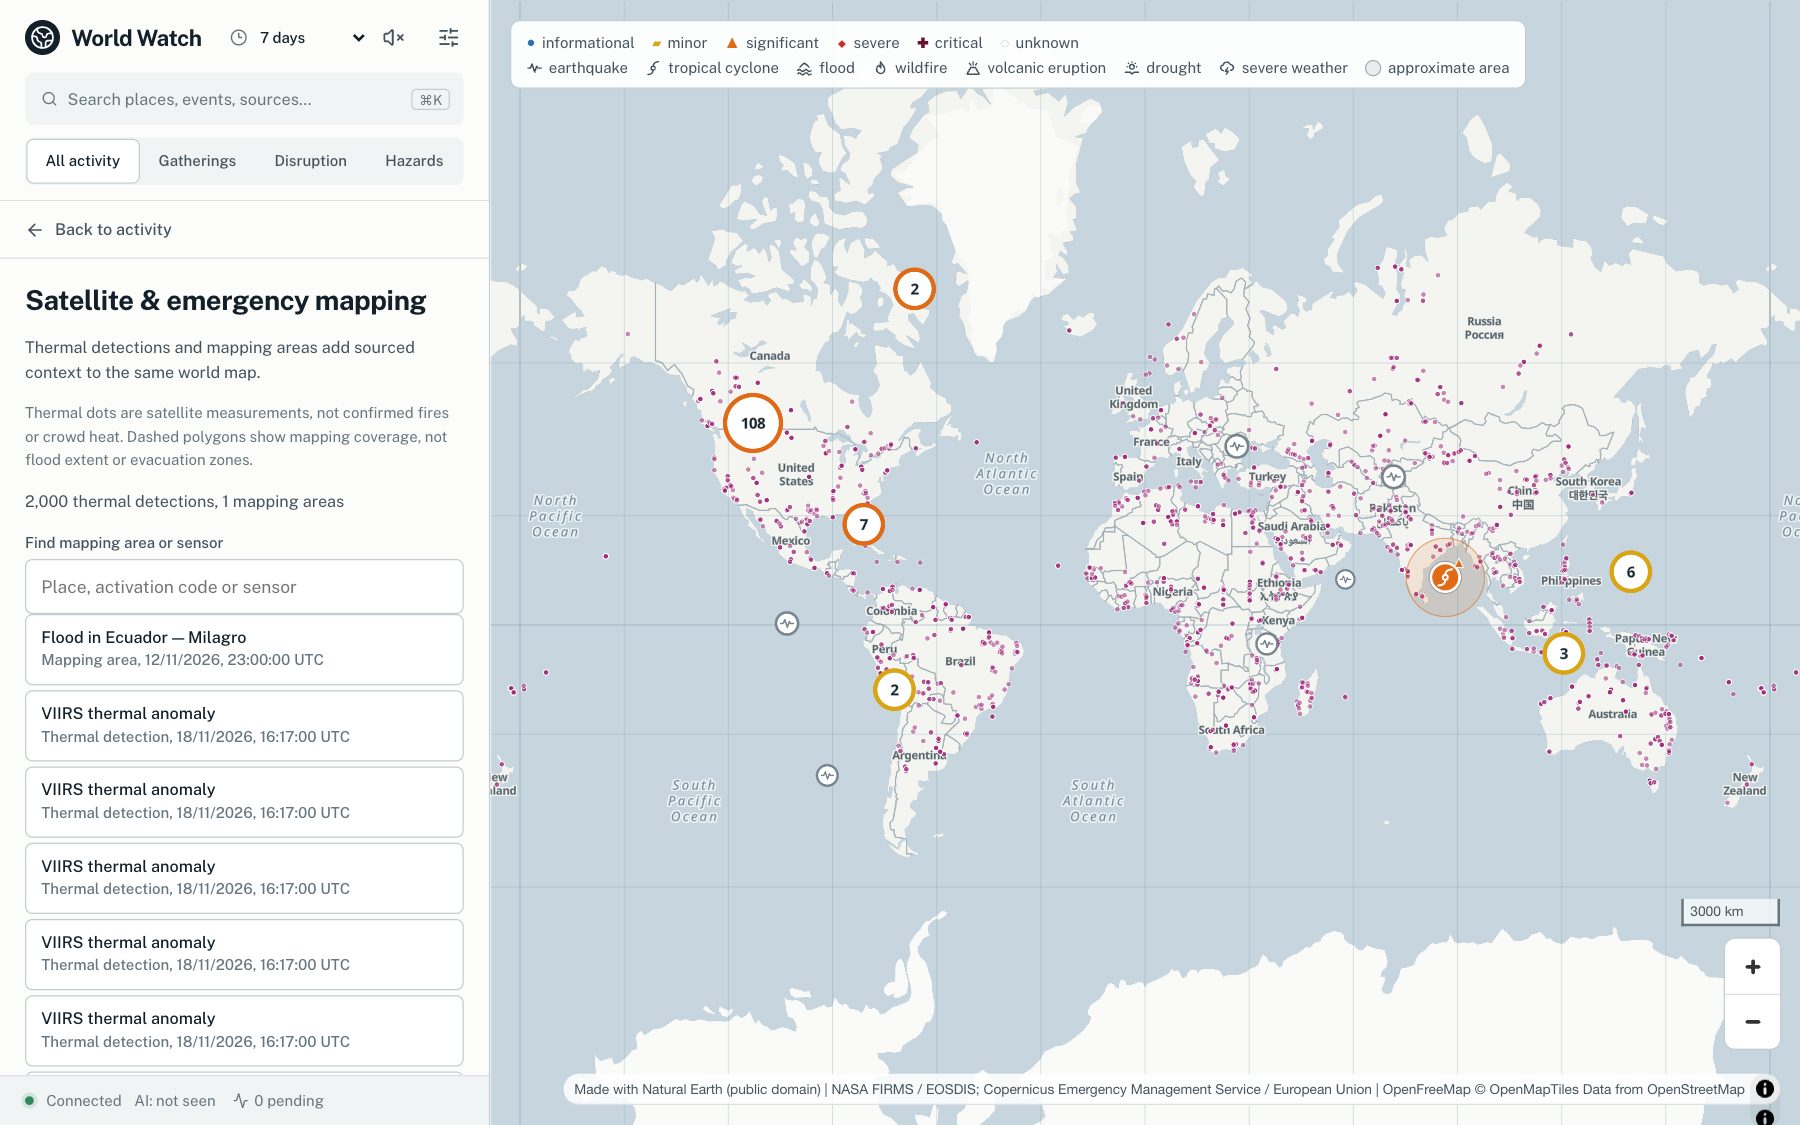 World Watch
7 days
Search places, events, sources...
⌘K
All activity
Gatherings
Disruption
Hazards
Back to activity
Satellite & emergency mapping
Thermal detections and mapping areas add sourced
context to the same world map.
Thermal dots are satellite measurements, not confirmed fires
or crowd heat. Dashed polygons show mapping coverage, not
flood extent or evacuation zones.
2,000 thermal detections, 1 mapping areas
Find mapping area or sensor
Place, activation code or sensor
Flood in Ecuador — Milagro
Mapping area, 12/11/2026, 23:00:00 UTC
VIIRS thermal anomaly
Thermal detection, 18/11/2026, 16:17:00 UTC
VIIRS thermal anomaly
Thermal detection, 18/11/2026, 16:17:00 UTC
VIIRS thermal anomaly
Thermal detection, 18/11/2026, 16:17:00 UTC
VIIRS thermal anomaly
Thermal detection, 18/11/2026, 16:17:00 UTC
VIIRS thermal anomaly
Thermal detection, 18/11/2026, 16:17:00 UTC
Connected AI: not seen 0 pending
informational minor significant severe critical unknown
earthquake tropical cyclone flood wildfire volcanic eruption drought severe weather approximate area
2
Russia
Россия
Canada
United
Kingdom
108
France
Italy
North
Atlantic
Ocean
United
States
Spain
Turkey
South Korea
대한민국
China
中国
North
Pacific
Ocean
Pakistan
7
Saudi Arabia
Mexico
6
Philippines
Ethiopia
Nigeria
Colombia
Kenya
Papua New
Guinea
Peru
3
Brazil
2
Australia
South Africa
Argentina
New
Zealand
South
Pacific
Ocean
South
Atlantic
Ocean
3000 km
Made with Natural Earth (public domain) | NASA FIRMS / EOSDIS; Copernicus Emergency Management Service / European Union | OpenFreeMap © OpenMapTiles Data from OpenStreetMap